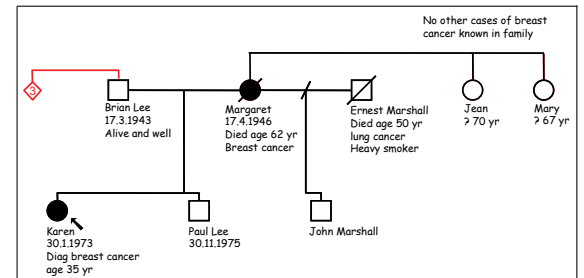 No other cases of breast
cancer known in family
3
Brian Lee
17.3.1943
Alive and well
Margaret
17.4.1946
Died age 62 yr
Breast cancer
Ernest Marshall
Died age 50 yr
lung cancer
Heavy smoker
Jean
? 70 yr
Mary
? 67 yr
Karen
30.1.1973
Diag breast cancer
age 35 yr
Paul Lee
30.11.1975
John Marshall